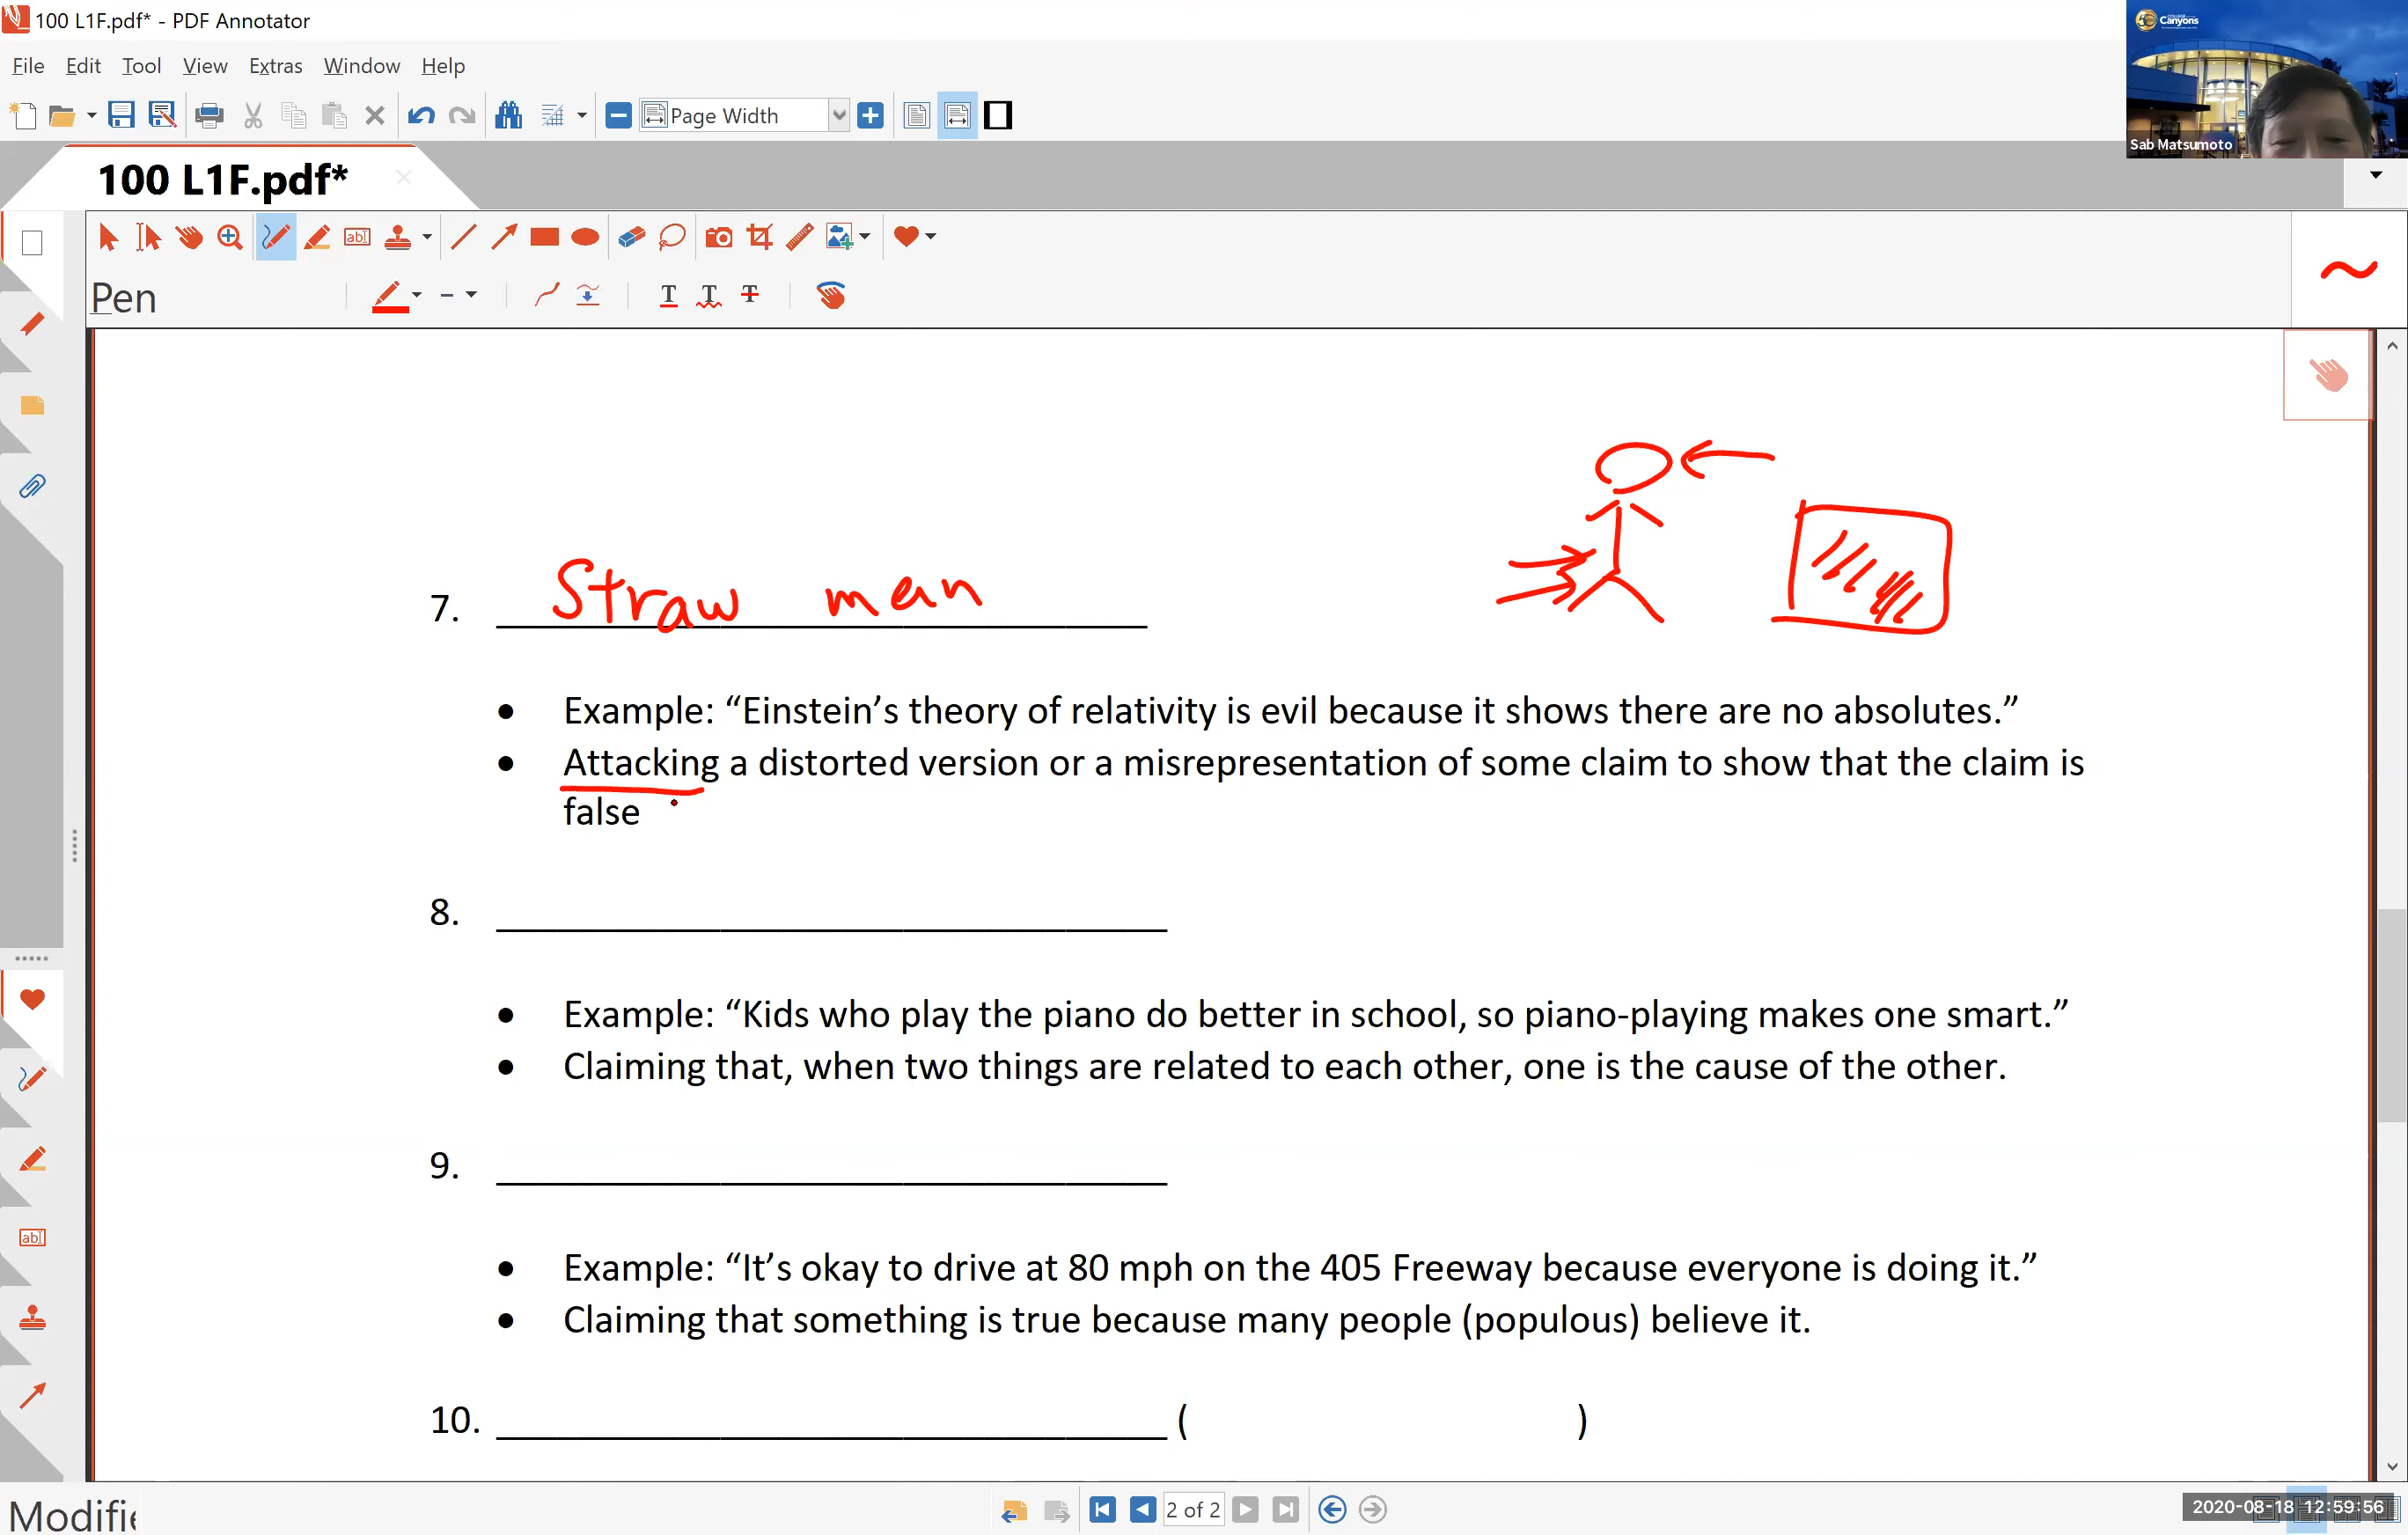 100 L1F.pdf* - PDF Annotator
Canyons
Sab Matsumoto
File Edit Tool View Extras Window Help
Page Width
100 L1F.pdf*
Pen
7. Straw man
• Example: “Einstein’s theory of relativity is evil because it shows there are no absolutes.”
• Attacking a distorted version or a misrepresentation of some claim to show that the claim is
false
8. ______________________________
• Example: “Kids who play the piano do better in school, so piano-playing makes one smart.”
• Claiming that, when two things are related to each other, one is the cause of the other.
9. ______________________________
• Example: “It’s okay to drive at 80 mph on the 405 Freeway because everyone is doing it.”
• Claiming that something is true because many people (populous) believe it.
10. ______________________________ ( )
Modifie
2 of 2
2020-08-18 12:59:56